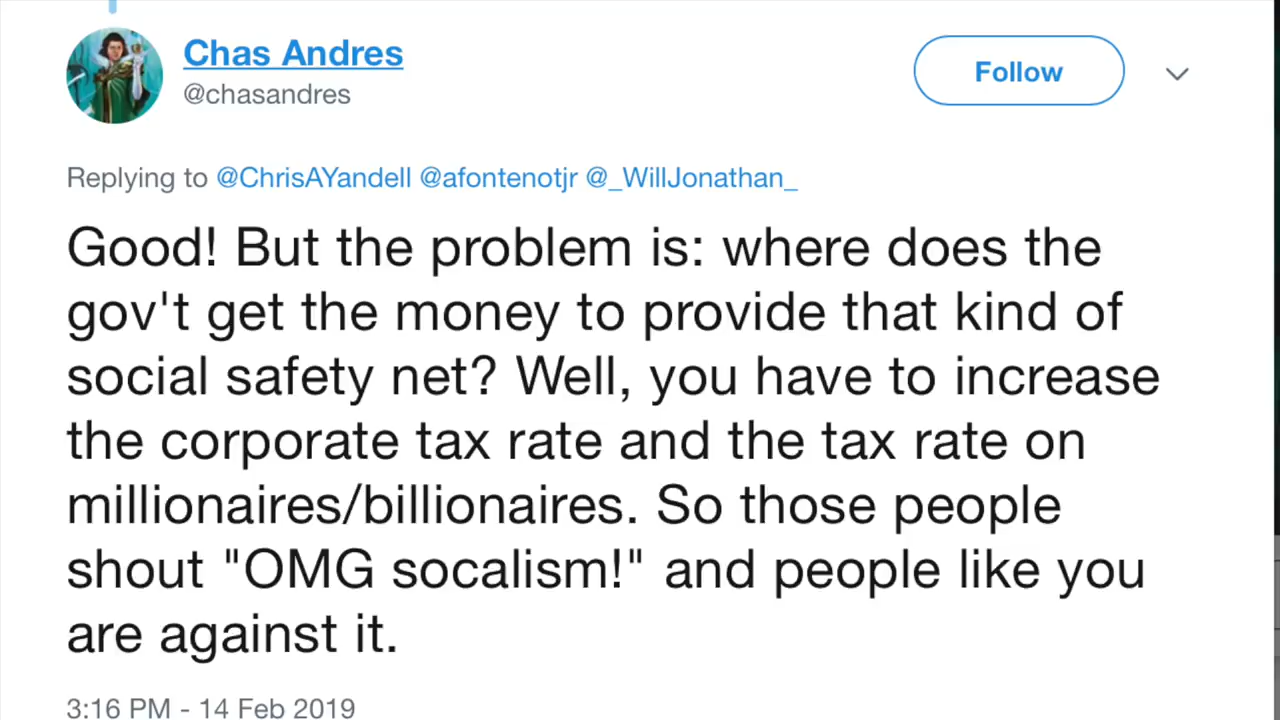 Chas Andres
@chasandres
Follow
Replying to @ChrisAYandell @afontenotjr @_WillJonathan_
Good! But the problem is: where does the
gov't get the money to provide that kind of
social safety net? Well, you have to increase
the corporate tax rate and the tax rate on
millionaires/billionaires. So those people
shout "OMG socalism!" and people like you
are against it.
3:16 PM - 14 Feb 2019